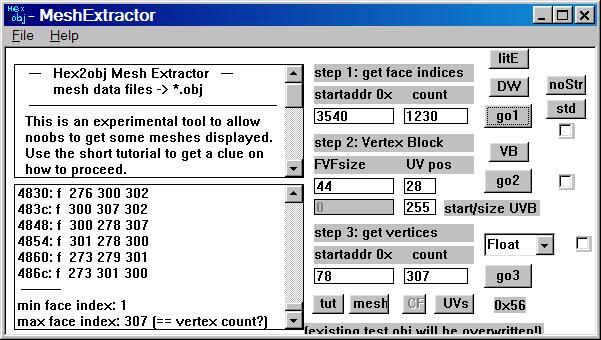 Hex
obj - MeshExtractor
File Help
— Hex2obj Mesh Extractor —
mesh data files -> *.obj
This is an experimental tool to allow
noobs to get some meshes displayed.
Use the short tutorial to get a clue on
how to proceed.
4830: f 276 300 302
483c: f 300 307 302
4848: f 300 278 307
4854: f 301 278 300
4860: f 273 279 301
486c: f 273 301 300
min face index: 1
max face index: 307 (== vertex count?)
step 1: get face indices
startaddr 0x count
3540 1230
step 2: Vertex Block
FVFsize UV pos
44 28
0 255 start/size UVB
step 3: get vertices
startaddr 0x count
78 307
tut mesh CF UVs
(existing test.obj will be overwritten!)
litE
DW noStr
go1 std
VB
go2
Float
go3
0x56